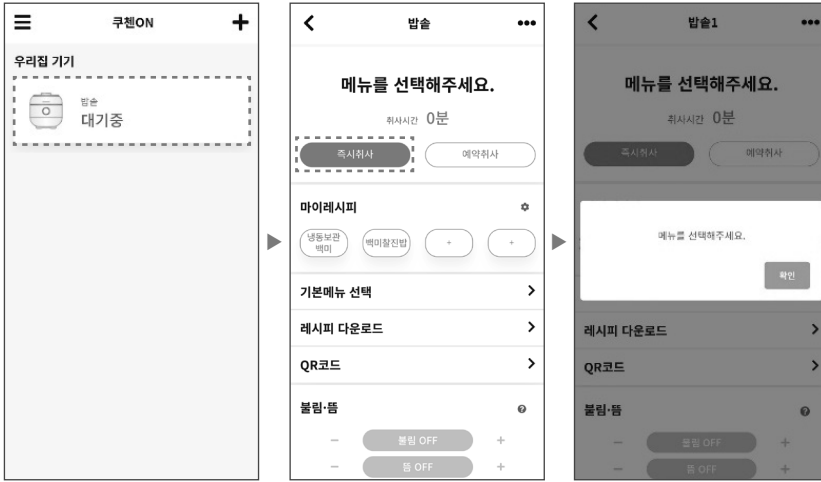 쿠첸ON
우리집 기기
밥솥
대기중
밥솥
메뉴를 선택해주세요.
취사시간 0분
즉시취사 예약취사
마이레시피
냉동보관
백미
백미찰진밥
+ +
기본메뉴 선택
레시피 다운로드
QR코드
불림·뜸
− 불림 OFF +
− 뜸 OFF +
밥솥1
메뉴를 선택해주세요.
취사시간 0분
즉시취사 예약취사
메뉴를 선택해주세요.
확인
레시피 다운로드
QR코드
불림·뜸
− 불림 OFF +
− 뜸 OFF +